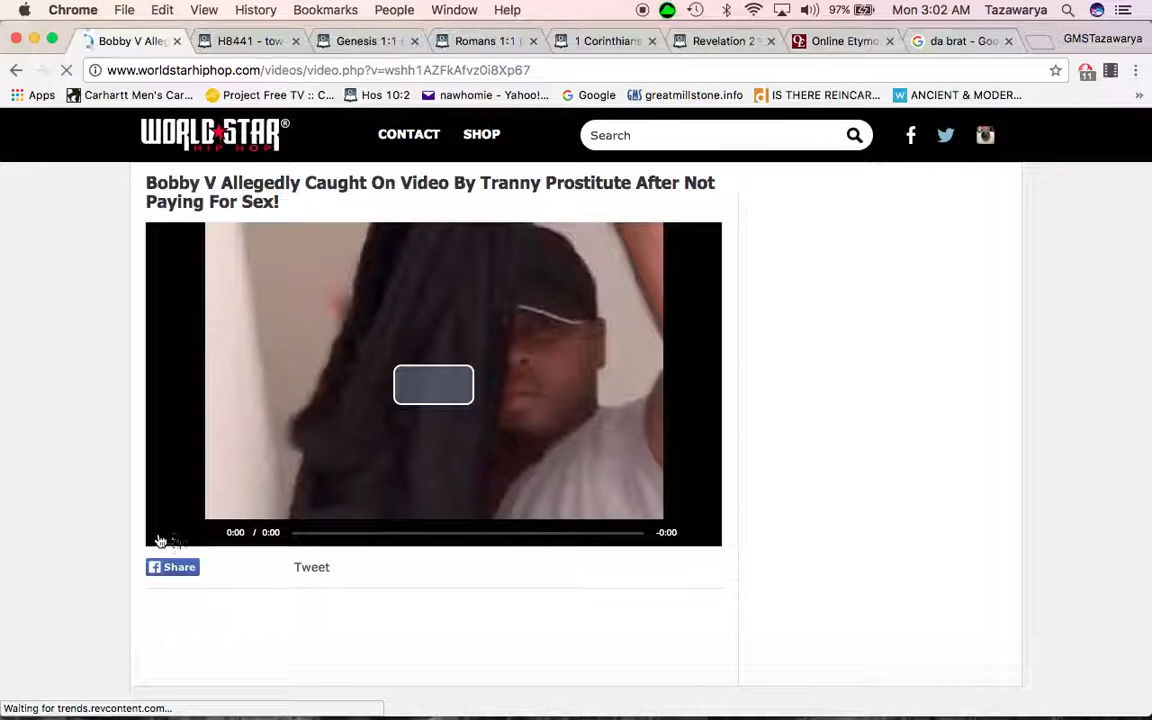 Chrome File Edit View History Bookmarks People Window Help 97% Mon 3:02 AM Tazawarya
Bobby V Alleg H8441 - tow Genesis 1:1 ( Romans 1:1 ( 1 Corinthians Revelation 2 Online Etymo da brat - Goo GMSTazawarya
www.worldstarhiphop.com/videos/video.php?v=wshh1AZFkAfvz0i8Xp67 11
Apps Carhartt Men's Car... Project Free TV :: C... Hos 10:2 nawhomie - Yahoo!... Google GMS greatmillstone.info IS THERE REINCAR... W ANCIENT & MODER... »
WORLD STAR ®
HIP HOP
CONTACT SHOP Search
Bobby V Allegedly Caught On Video By Tranny Prostitute After Not
Paying For Sex!
0:00 / 0:00 -0:00
Share Tweet
Waiting for trends.revcontent.com...